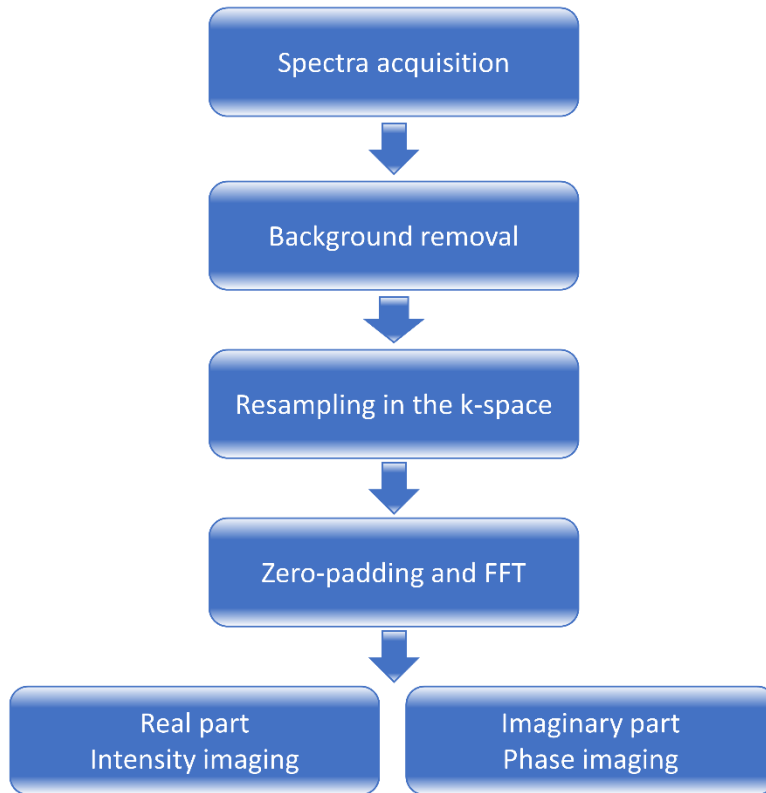 Spectra acquisition
Background removal
Resampling in the k-space
Zero-padding and FFT
Real part
Intensity imaging
Imaginary part
Phase imaging